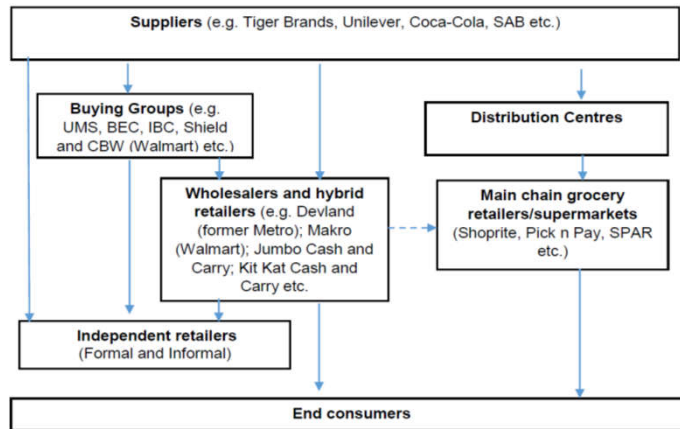 Suppliers (e.g. Tiger Brands, Unilever, Coca-Cola, SAB etc.)
Buying Groups (e.g.
UMS, BEC, IBC, Shield
and CBW (Walmart) etc.)
Distribution Centres
Wholesalers and hybrid
retailers (e.g. Devland
(former Metro); Makro
(Walmart); Jumbo Cash and
Carry; Kit Kat Cash and
Carry etc.
Main chain grocery
retailers/supermarkets
(Shoprite, Pick n Pay, SPAR
etc.)
Independent retailers
(Formal and Informal)
End consumers